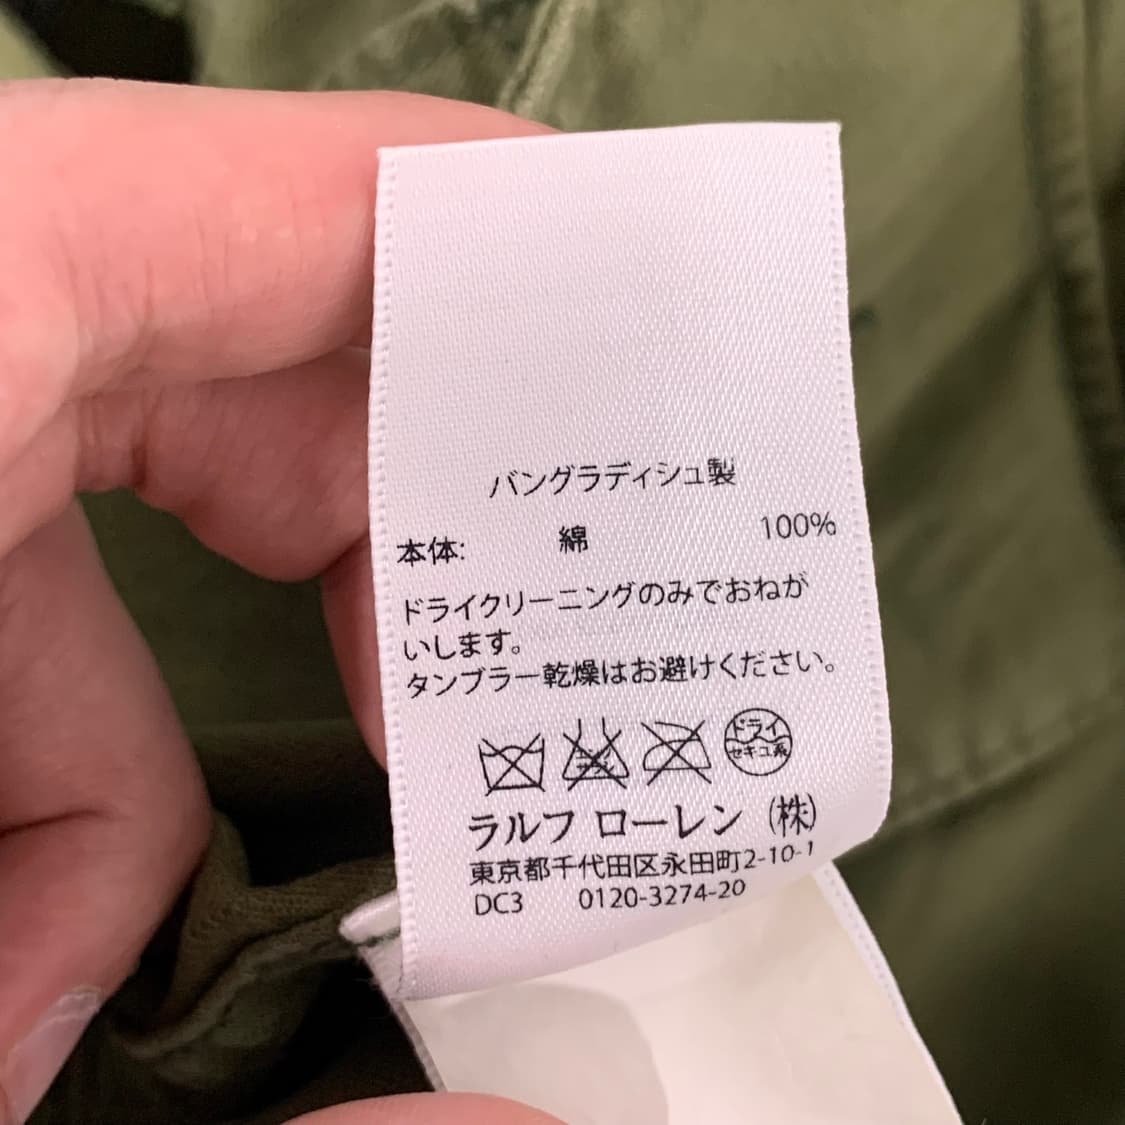 バングラディシュ製
本体: 綿 100%
ドライクリーニングのみでおねが
いします。
タンブラー乾燥はお避けください。
ドライ
セキユ系
ラルフ ローレン (株)
東京都千代田区永田町2-10-1
DC3 0120-3274-20